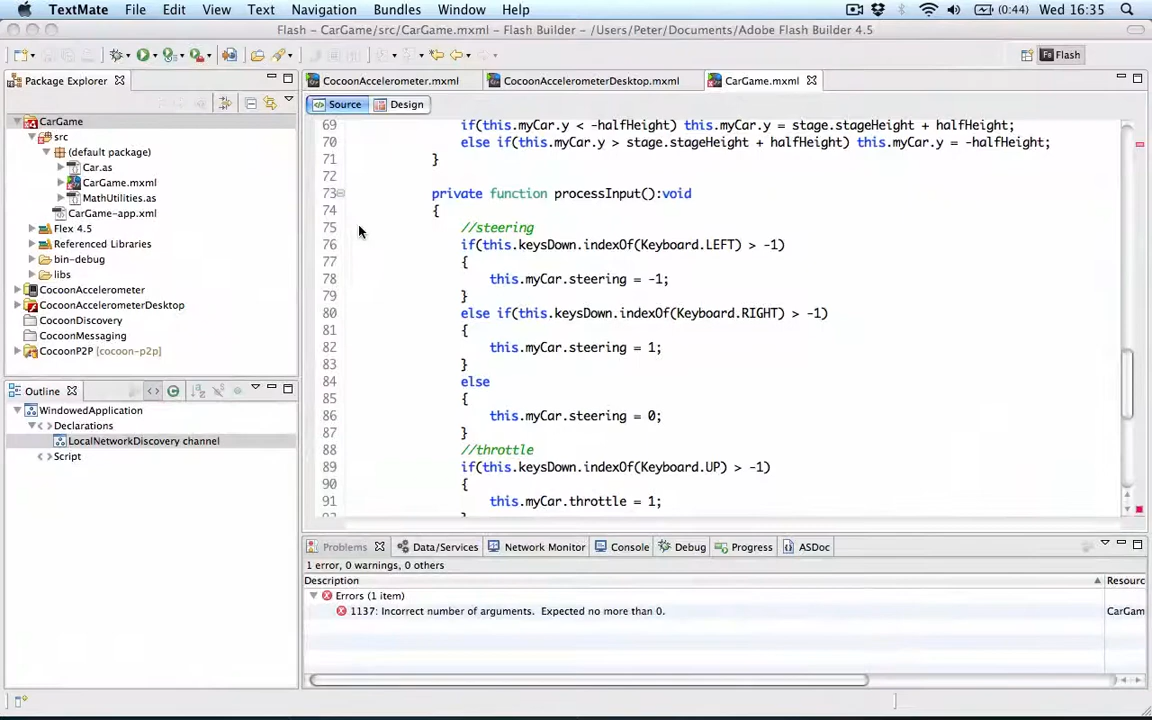 TextMate File Edit View Text Navigation Bundles Window Help (0:44) Wed 16:35
Flash – CarGame/src/CarGame.mxml – Flash Builder – /Users/Peter/Documents/Adobe Flash Builder 4.5
Fs Flash
Package Explorer
CocoonAccelerometer.mxml CocoonAccelerometerDesktop.mxml CarGame.mxml
Source Design
CarGame
src
(default package)
Car.as
CarGame.mxml
MathUtilities.as
CarGame-app.xml
Flex 4.5
Referenced Libraries
bin-debug
libs
CocoonAccelerometer
CocoonAccelerometerDesktop
CocoonDiscovery
CocoonMessaging
CocoonP2P [cocoon-p2p]
Outline
WindowedApplication
Declarations
LocalNetworkDiscovery channel
Script
69 if(this.myCar.y < -halfHeight) this.myCar.y = stage.stageHeight + halfHeight;
70 else if(this.myCar.y > stage.stageHeight + halfHeight) this.myCar.y = -halfHeight;
71 }
72
73 private function processInput():void
74 {
75 //steering
76 if(this.keysDown.indexOf(Keyboard.LEFT) > -1)
77 {
78 this.myCar.steering = -1;
79 }
80 else if(this.keysDown.indexOf(Keyboard.RIGHT) > -1)
81 {
82 this.myCar.steering = 1;
83 }
84 else
85 {
86 this.myCar.steering = 0;
87 }
88 //throttle
89 if(this.keysDown.indexOf(Keyboard.UP) > -1)
90 {
91 this.myCar.throttle = 1;
Problems Data/Services Network Monitor Console Debug Progress ASDoc
1 error, 0 warnings, 0 others
Description Resourc
Errors (1 item)
1137: Incorrect number of arguments. Expected no more than 0. CarGam